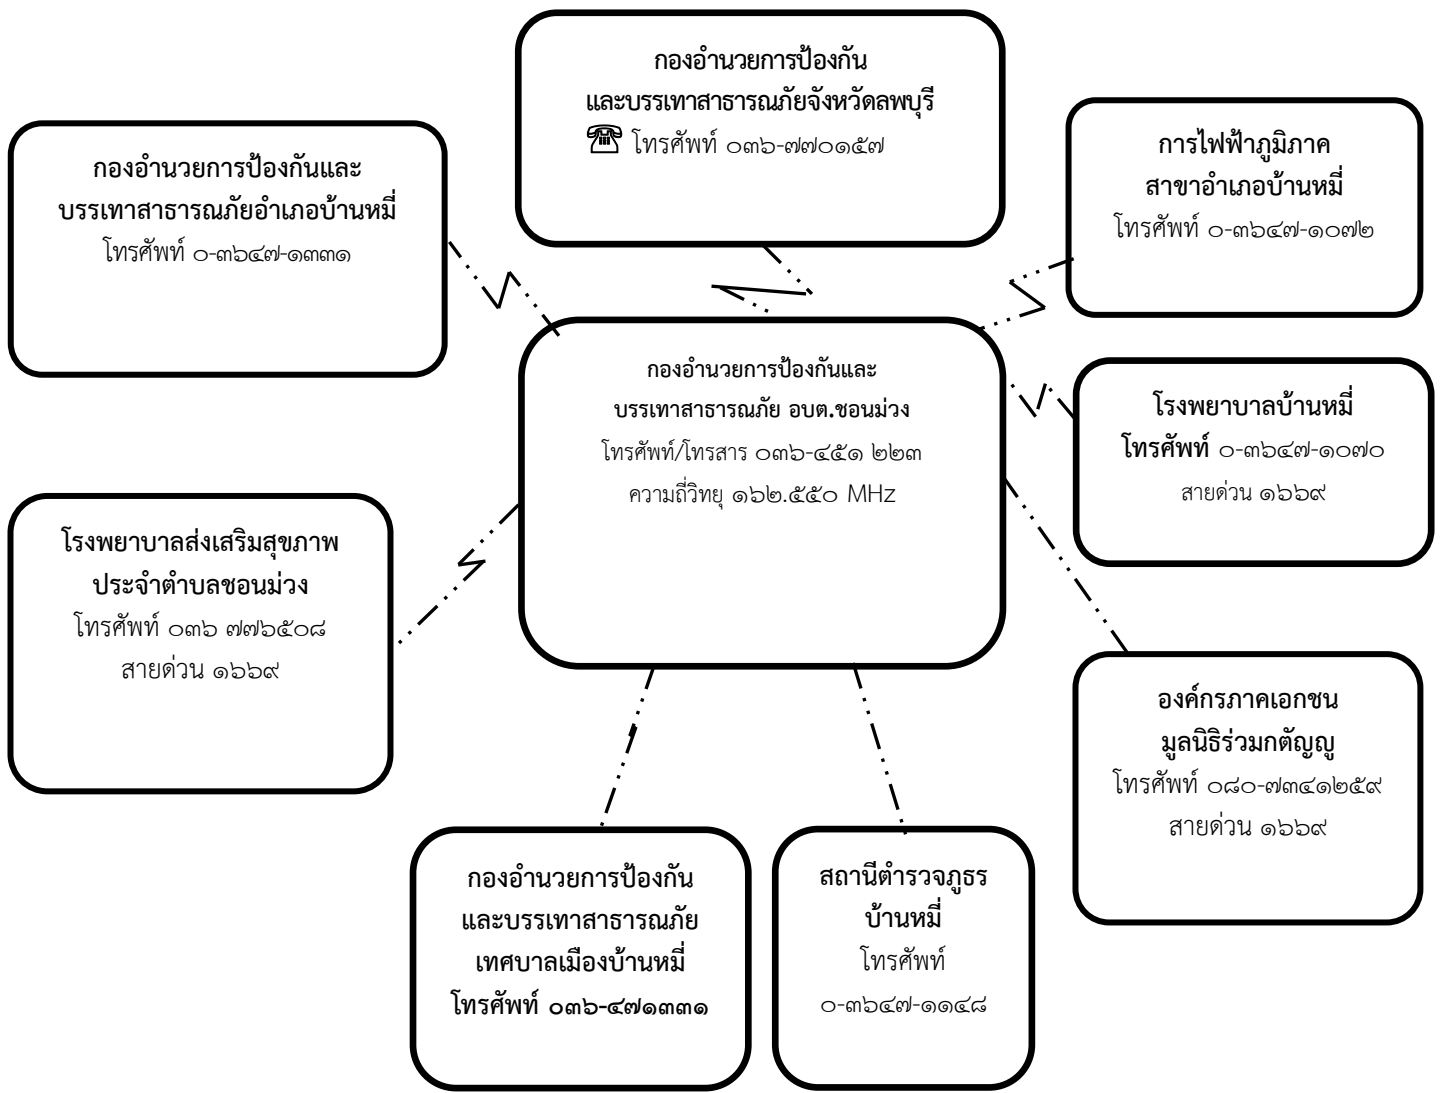 กองอำนวยการป้องกัน
และบรรเทาสาธารณภัยจังหวัดลพบุรี
โทรศัพท์ ๐๓๖-๗๗๐๑๕๗
กองอำนวยการป้องกันและ
บรรเทาสาธารณภัยอำเภอบ้านหมี่
โทรศัพท์ ๐-๓๖๔๗-๑๓๓๑
การไฟฟ้าภูมิภาค
สาขาอำเภอบ้านหมี่
โทรศัพท์ ๐-๓๖๔๗-๑๐๗๒
กองอำนวยการป้องกันและ
บรรเทาสาธารณภัย อบต.ชอนม่วง
โทรศัพท์/โทรสาร ๐๓๖-๔๕๑ ๒๒๓
ความถี่วิทยุ ๑๖๒.๕๕๐ MHz
โรงพยาบาลบ้านหมี่
โทรศัพท์ ๐-๓๖๔๗-๑๐๗๐
สายด่วน ๑๖๖๙
โรงพยาบาลส่งเสริมสุขภาพ
ประจำตำบลชอนม่วง
โทรศัพท์ ๐๓๖ ๗๗๖๕๐๘
สายด่วน ๑๖๖๙
องค์กรภาคเอกชน
มูลนิธิร่วมกตัญญู
โทรศัพท์ ๐๘๐-๗๓๔๑๒๕๙
สายด่วน ๑๖๖๙
กองอำนวยการป้องกัน
และบรรเทาสาธารณภัย
เทศบาลเมืองบ้านหมี่
โทรศัพท์ ๐๓๖-๔๗๑๓๓๑
สถานีตำรวจภูธร
บ้านหมี่
โทรศัพท์
๐-๓๖๔๗-๑๑๔๘